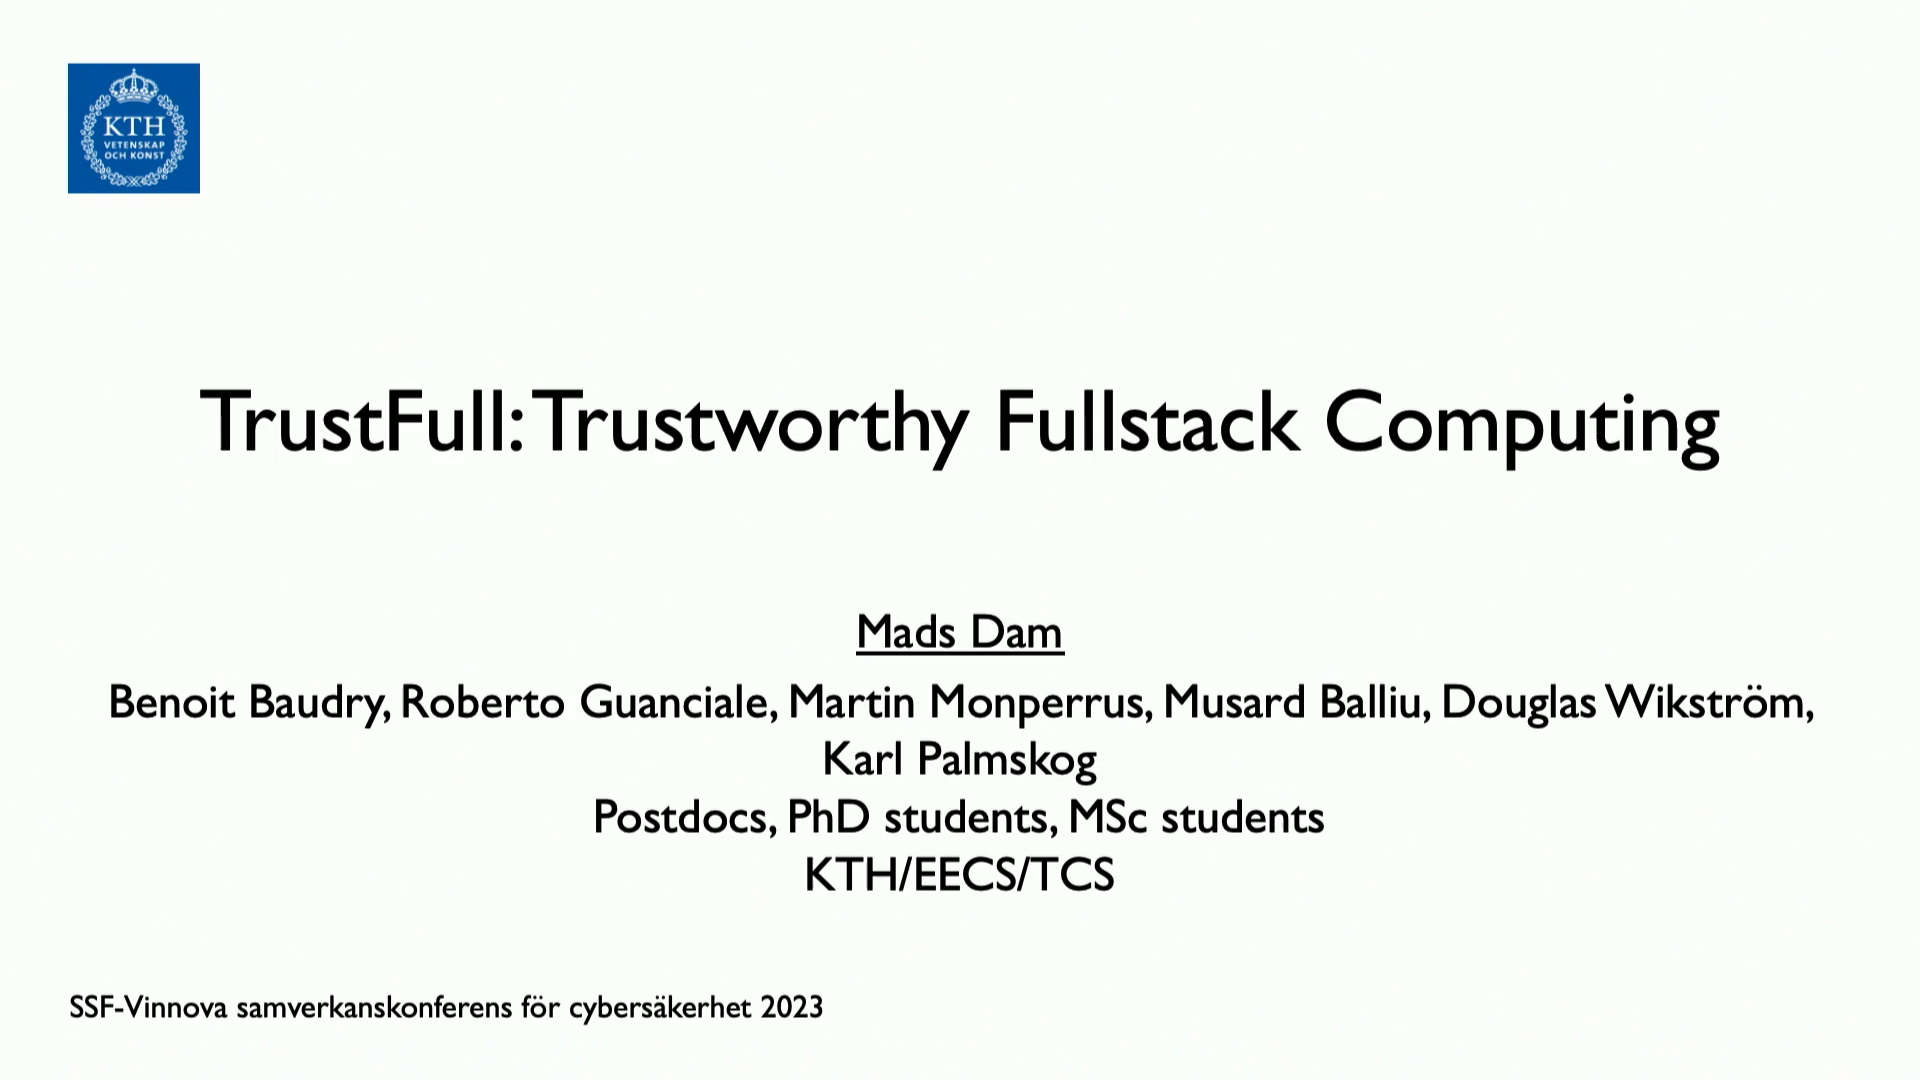 KTH
VETENSKAP
OCH KONST
TrustFull: Trustworthy Fullstack Computing
Mads Dam
Benoit Baudry, Roberto Guanciale, Martin Monperrus, Musard Balliu, Douglas Wikström,
Karl Palmskog
Postdocs, PhD students, MSc students
KTH/EECS/TCS
SSF-Vinnova samverkanskonferens för cybersäkerhet 2023